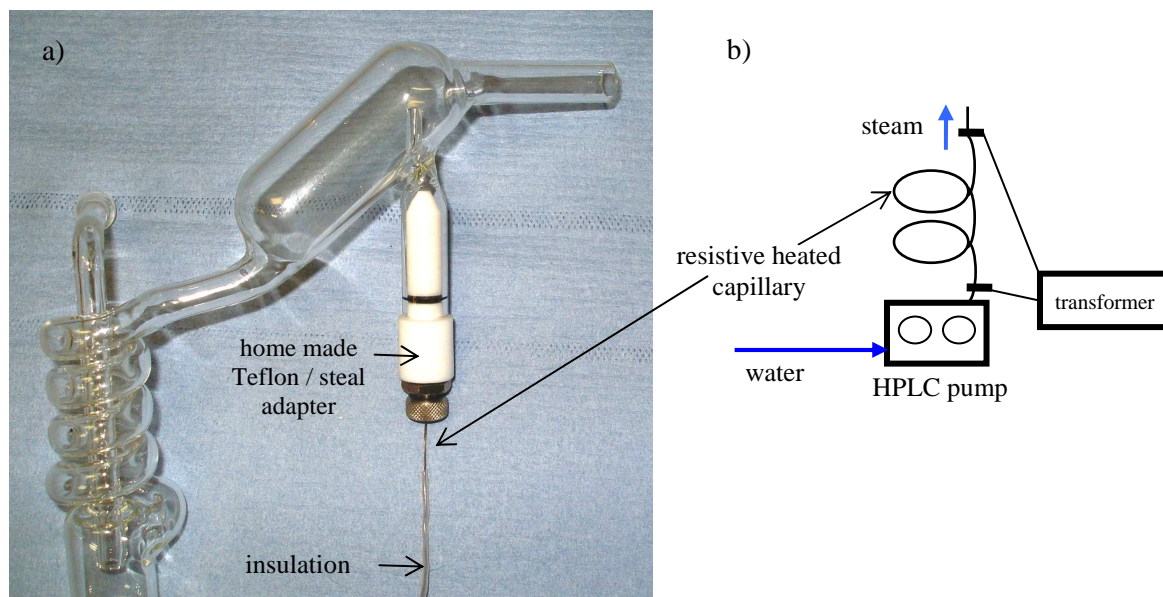 a)
b)
steam
resistive heated
capillary
transformer
home made
Teflon / steal
adapter
water
HPLC pump
insulation